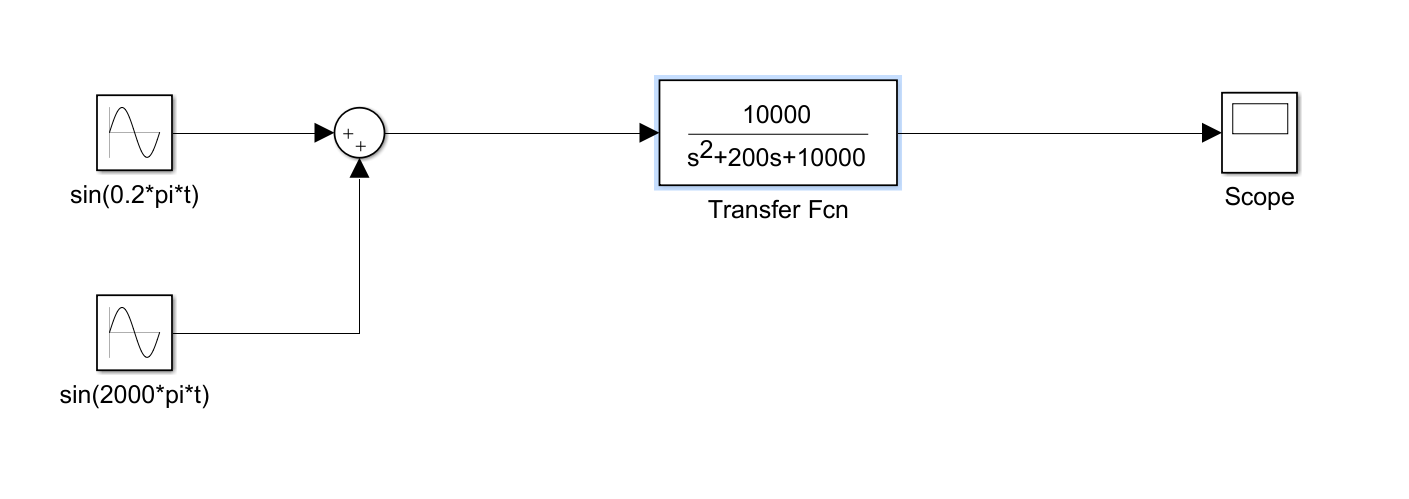 sin(0.2*pi*t)
+
+
10000
s2+200s+10000
Transfer Fcn
Scope
sin(2000*pi*t)